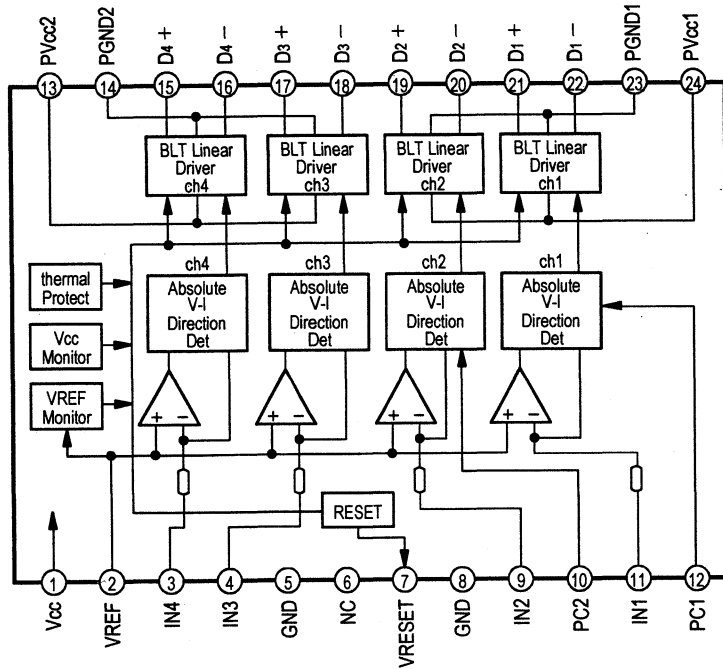 PVcc2
PGND2
D4 +
D4 –
D3 +
D3 –
D2 +
D2 –
D1 +
D1 –
PGND1
PVcc1
13
14
15
16
17
18
19
20
21
22
23
24
BLT Linear
Driver
ch4
BLT Linear
Driver
ch3
BLT Linear
Driver
ch2
BLT Linear
Driver
ch1
ch4
ch3
ch2
ch1
thermal
Protect
Vcc
Monitor
VREF
Monitor
Absolute
V-I
Direction
Det
Absolute
V-I
Direction
Det
Absolute
V-I
Direction
Det
Absolute
V-I
Direction
Det
+ –
+ –
+ –
+ –
RESET
1
2
3
4
5
6
7
8
9
10
11
12
Vcc
VREF
IN4
IN3
GND
NC
VRESET
GND
IN2
PC2
IN1
PC1